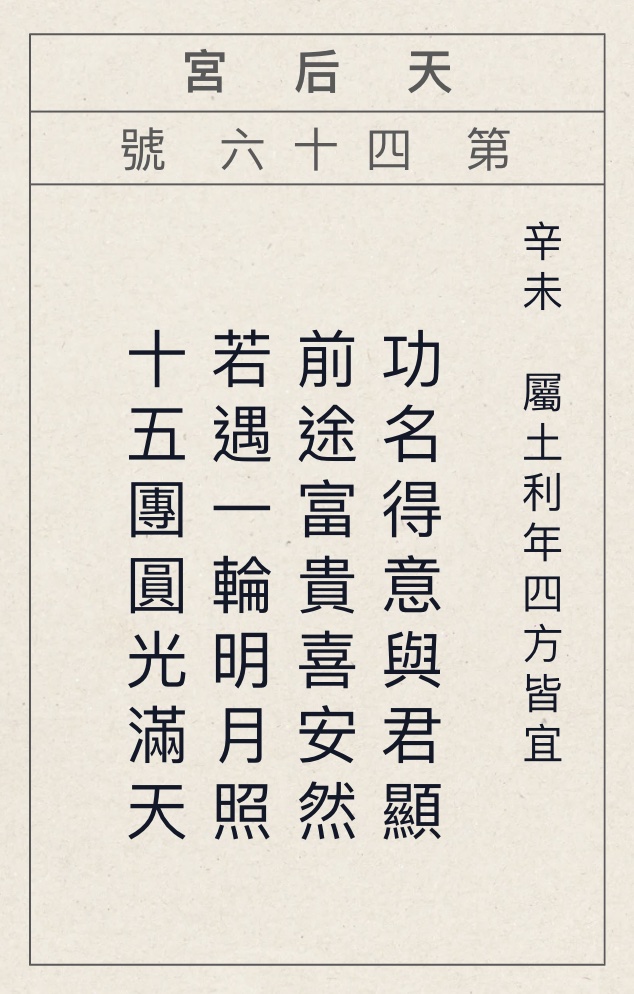 天后宮
第四十六號
辛未 屬土利年四方皆宜
功名得意與君顯
前途富貴喜安然
若遇一輪明月照
十五團圓光滿天